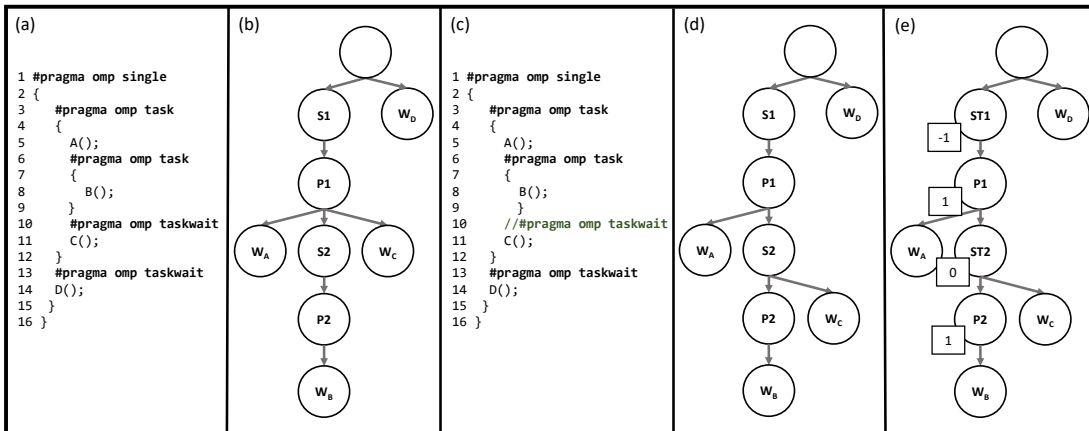 (a)
1 #pragma omp single
2 {
3 #pragma omp task
4 {
5 A();
6 #pragma omp task
7 {
8 B();
9 }
10 #pragma omp taskwait
11 C();
12 }
13 #pragma omp taskwait
14 D();
15 }
16 }
(b)
S1
W_D
P1
W_A
S2
W_C
P2
W_B
(c)
1 #pragma omp single
2 {
3 #pragma omp task
4 {
5 A();
6 #pragma omp task
7 {
8 B();
9 }
10 //#pragma omp taskwait
11 C();
12 }
13 #pragma omp taskwait
14 D();
15 }
16 }
(d)
S1
W_D
P1
W_A
S2
P2
W_C
W_B
(e)
ST1
W_D
-1
P1
1
W_A
ST2
0
P2
W_C
1
W_B